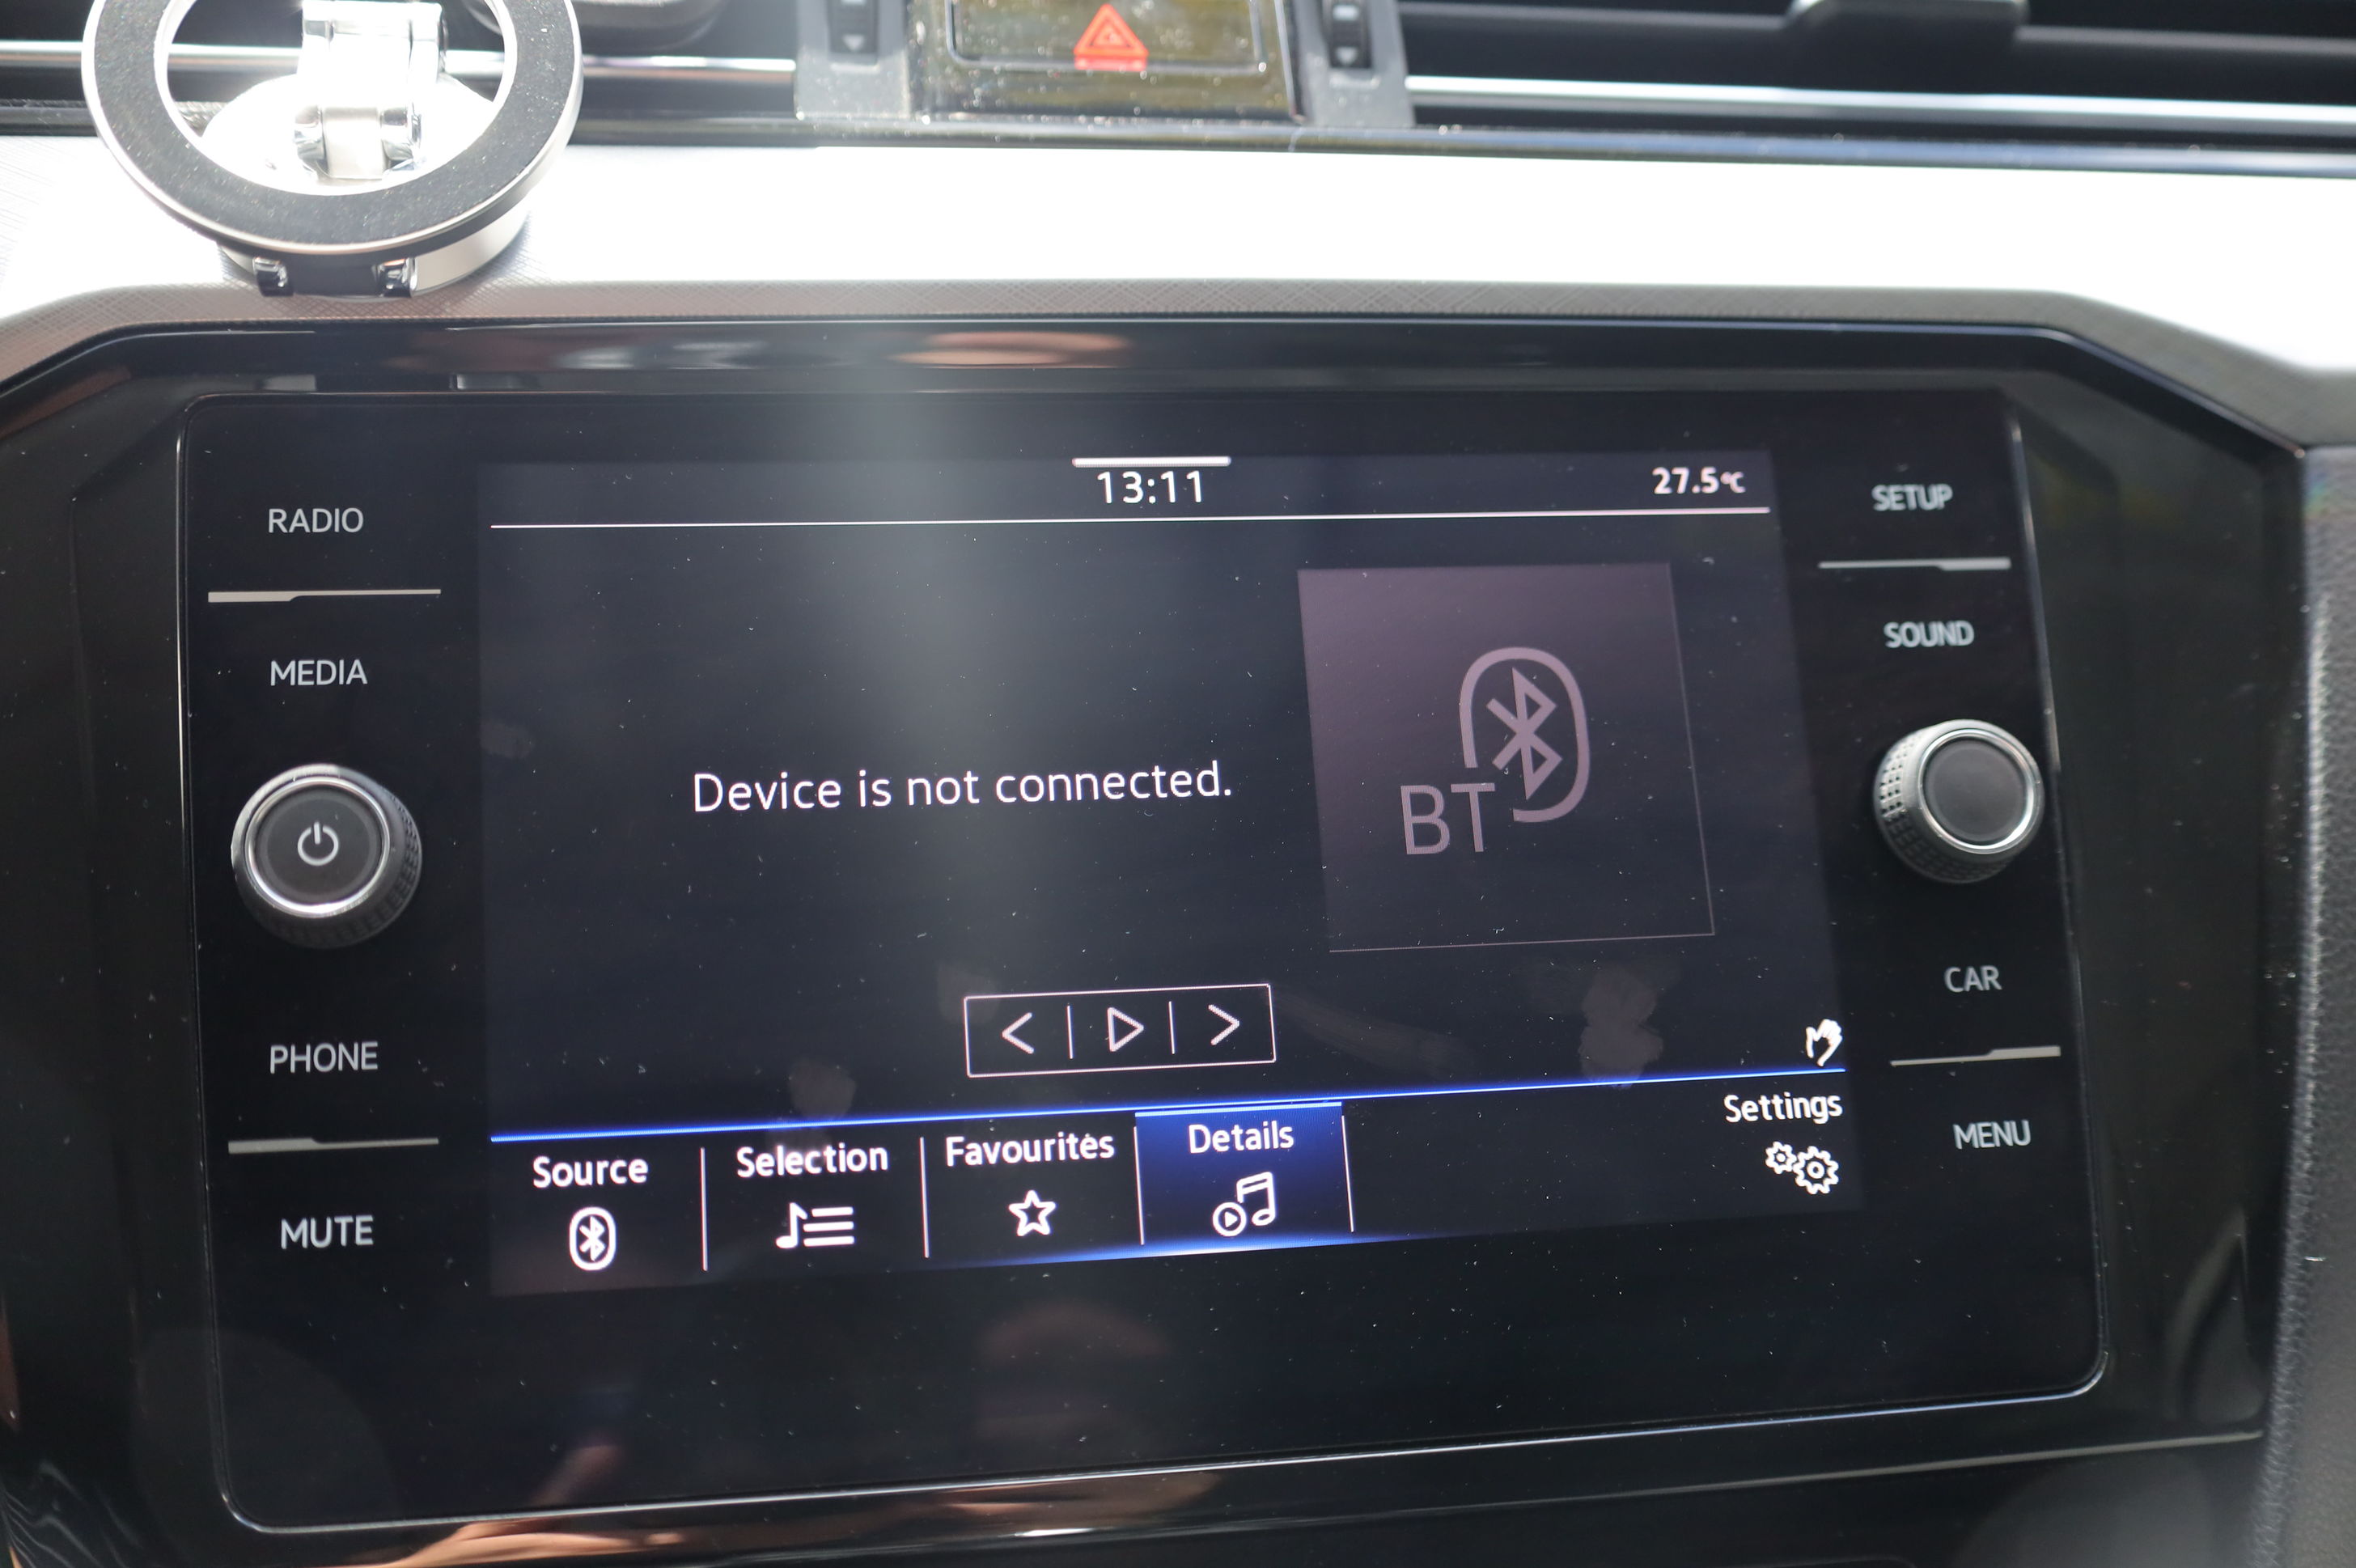 13:11
27.5°C
RADIO
MEDIA
PHONE
MUTE
Device is not connected.
BT
Source
Selection
Favourites
Details
Settings
SETUP
SOUND
CAR
MENU